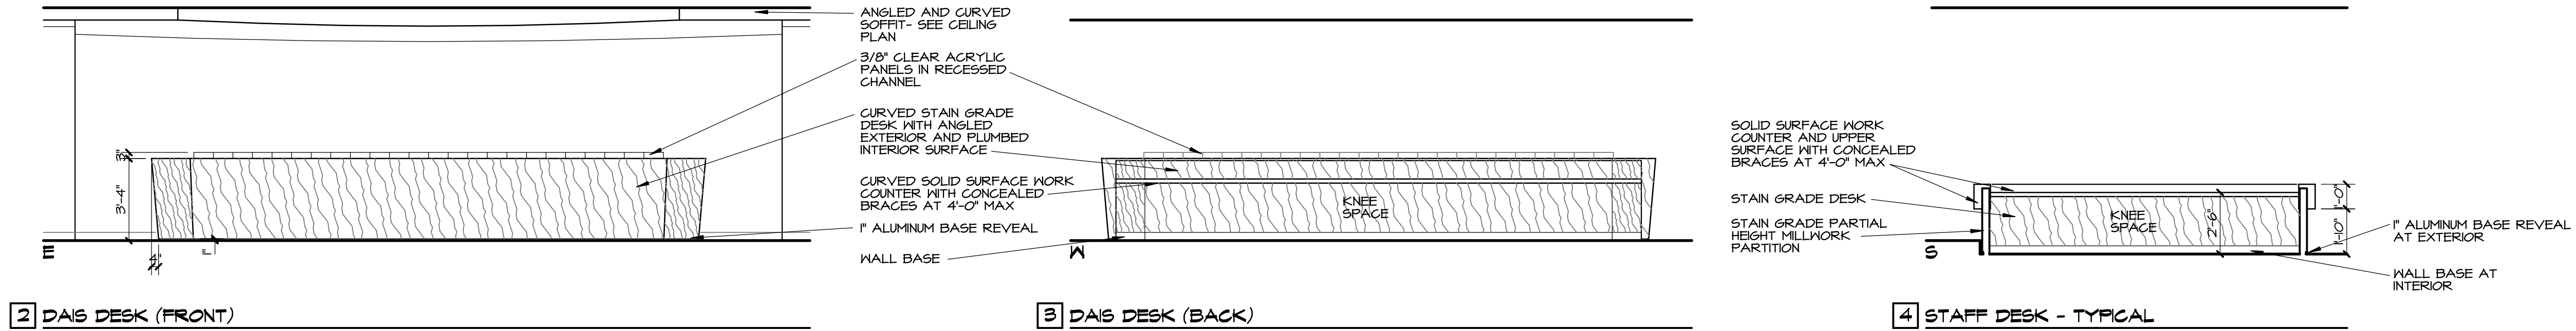 ANGLED AND CURVED
SOFFIT- SEE CEILING
PLAN
3/8" CLEAR ACRYLIC
PANELS IN RECESSED
CHANNEL
CURVED STAIN GRADE
DESK WITH ANGLED
EXTERIOR AND PLUMBED
INTERIOR SURFACE
CURVED SOLID SURFACE WORK
COUNTER WITH CONCEALED
BRACES AT 4'-0" MAX
1" ALUMINUM BASE REVEAL
WALL BASE
3"
3'-4"
4"
1"
E
2 DAIS DESK (FRONT)
KNEE
SPACE
W
3 DAIS DESK (BACK)
SOLID SURFACE WORK
COUNTER AND UPPER
SURFACE WITH CONCEALED
BRACES AT 4'-0" MAX
STAIN GRADE DESK
STAIN GRADE PARTIAL
HEIGHT MILLWORK
PARTITION
KNEE
SPACE
2'-6"
1'-0"
1'-10"
1" ALUMINUM BASE REVEAL
AT EXTERIOR
WALL BASE AT
INTERIOR
S
4 STAFF DESK - TYPICAL